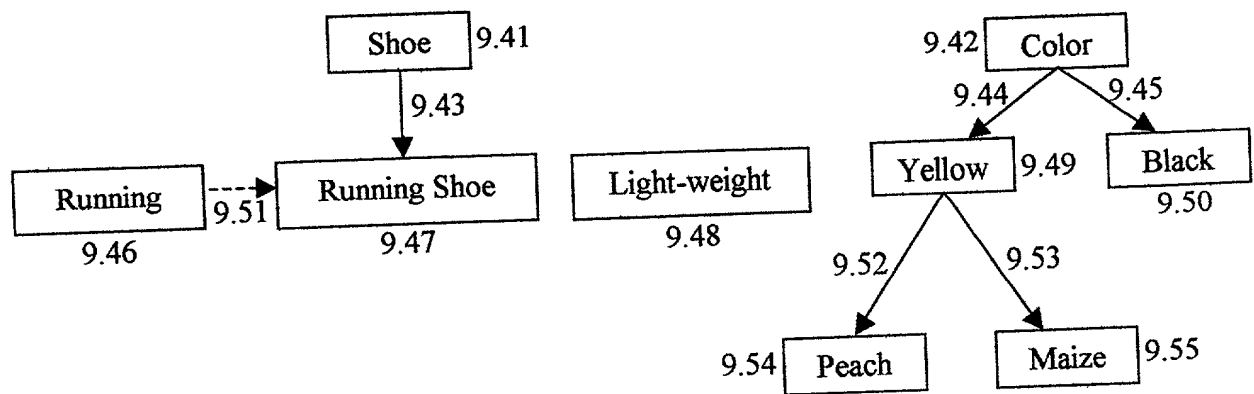 Shoe 9.41 9.42 Color
9.43 9.44 9.45
Running Running Shoe Light-weight Yellow 9.49 Black
9.46 9.51 9.47 9.48 9.50
9.52 9.53
9.54 Peach Maize 9.55